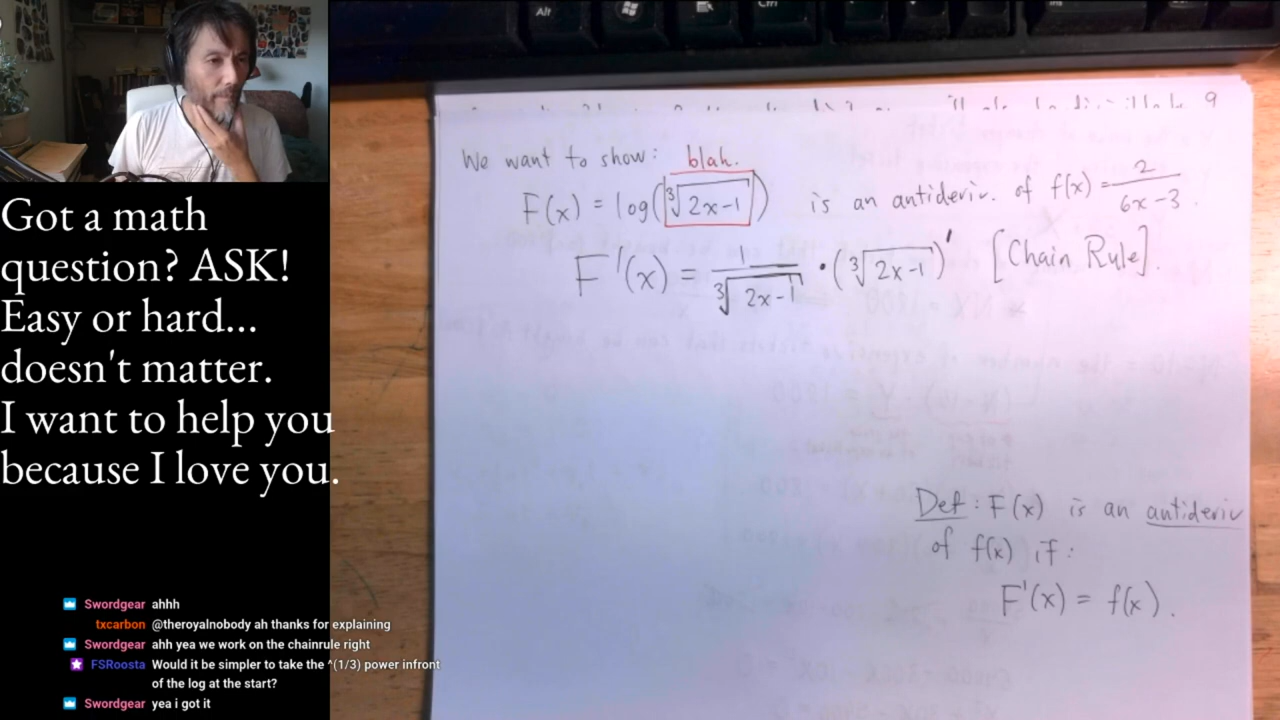 Alt
Ctrl
Got a math
question? ASK!
Easy or hard...
doesn't matter.
I want to help you
because I love you.
Swordgear ahhh
txcarbon @theroyalnobody ah thanks for explaining
Swordgear ahh yea we work on the chainrule right
FSRoosta Would it be simpler to take the ^(1/3) power infront
of the log at the start?
Swordgear yea i got it
We want to show: blah.
F(x) = log(∛(2x-1)) is an antideriv. of f(x) = 2/(6x-3).
F'(x) = 1/∛(2x-1) • (∛(2x-1))' [Chain Rule].
Def: F(x) is an antideriv
of f(x) if:
F'(x) = f(x).